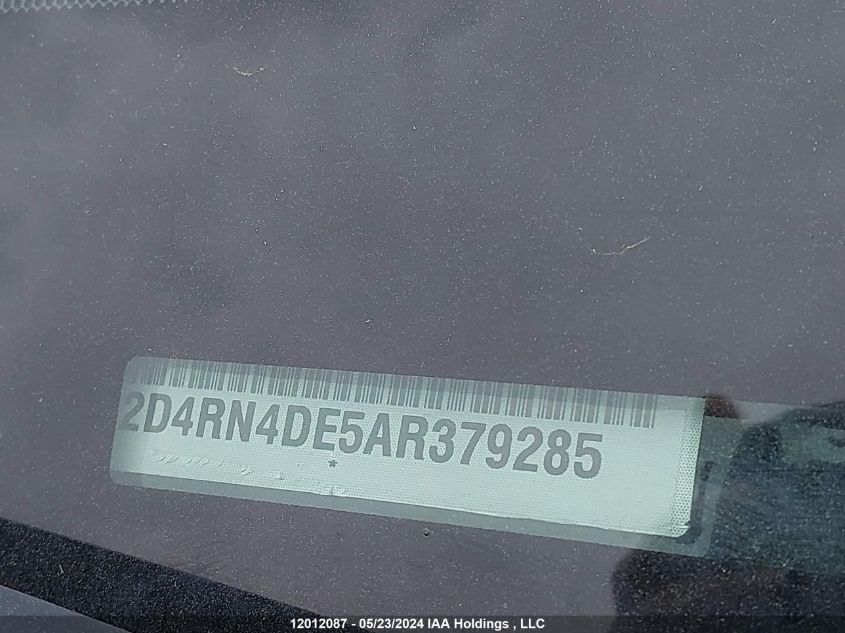 2D4RN4DE5AR379285
*
12012087 - 05/23/2024 IAA Holdings , LLC